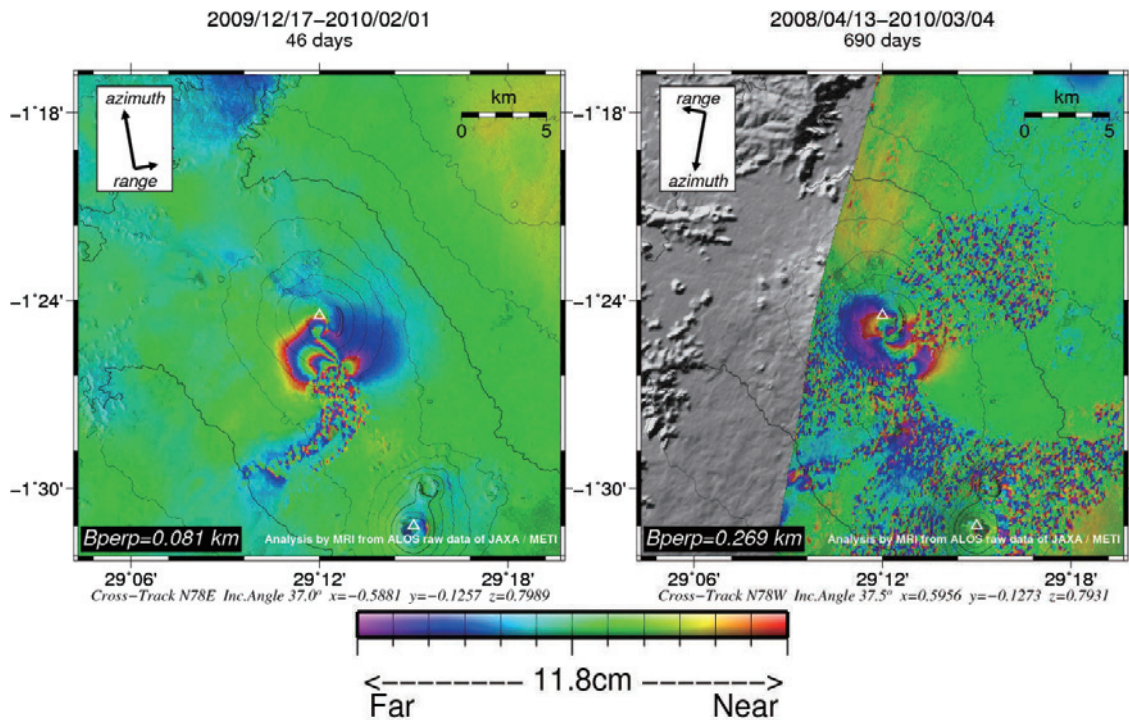 2009/12/17−2010/02/01
46 days
azimuth
range
km
0 5
−1˚18'
−1˚24'
−1˚30'
Bperp=0.081 km
Analysis by MRI from ALOS raw data of JAXA / METI
29˚06' 29˚12' 29˚18'
Cross−Track N78E Inc.Angle 37.0° x=−0.5881 y=−0.1257 z=0.7989
2008/04/13−2010/03/04
690 days
range
azimuth
km
0 5
−1˚18'
−1˚24'
−1˚30'
Bperp=0.269 km
Analysis by MRI from ALOS raw data of JAXA / METI
29˚06' 29˚12' 29˚18'
Cross−Track N78W Inc.Angle 37.5° x=0.5956 y=−0.1273 z=0.7931
<−−−−−− 11.8cm −−−−−−>
Far Near